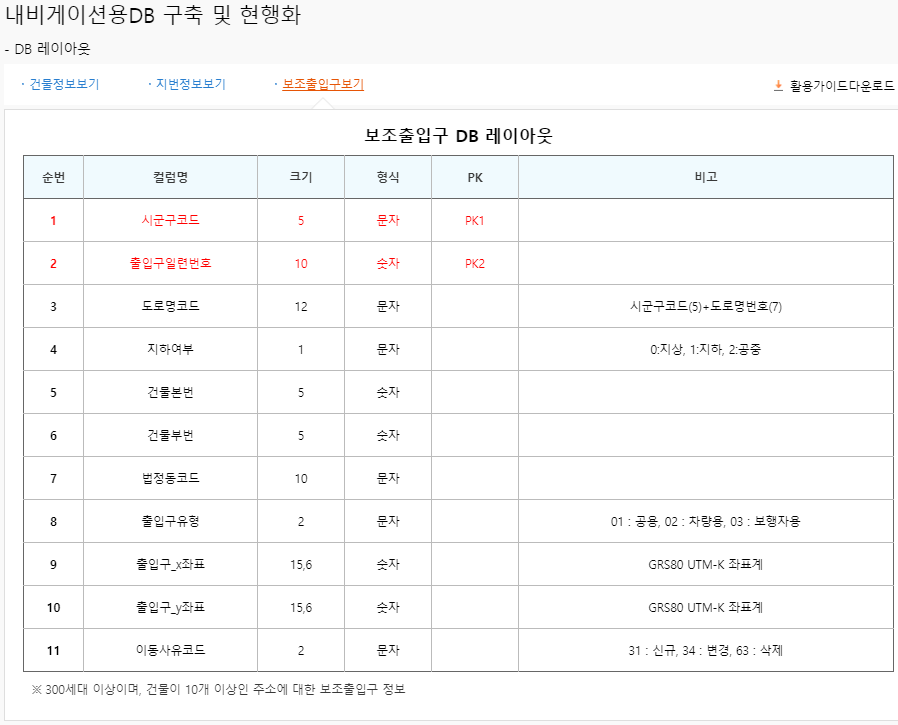 내비게이션용DB 구축 및 현행화
- DB 레이아웃
· 건물정보보기 · 지번정보보기 · 보조출입구보기 활용가이드다운로드
보조출입구 DB 레이아웃
순번 컬럼명 크기 형식 PK 비고
1 시군구코드 5 문자 PK1
2 출입구일련번호 10 숫자 PK2
3 도로명코드 12 문자 시군구코드(5)+도로명번호(7)
4 지하여부 1 문자 0:지상, 1:지하, 2:공중
5 건물본번 5 숫자
6 건물부번 5 숫자
7 법정동코드 10 문자
8 출입구유형 2 문자 01 : 공용, 02 : 차량용, 03 : 보행자용
9 출입구_x좌표 15,6 숫자 GRS80 UTM-K 좌표계
10 출입구_y좌표 15,6 숫자 GRS80 UTM-K 좌표계
11 이동사유코드 2 문자 31 : 신규, 34 : 변경, 63 : 삭제
※ 300세대 이상이며, 건물이 10개 이상인 주소에 대한 보조출입구 정보